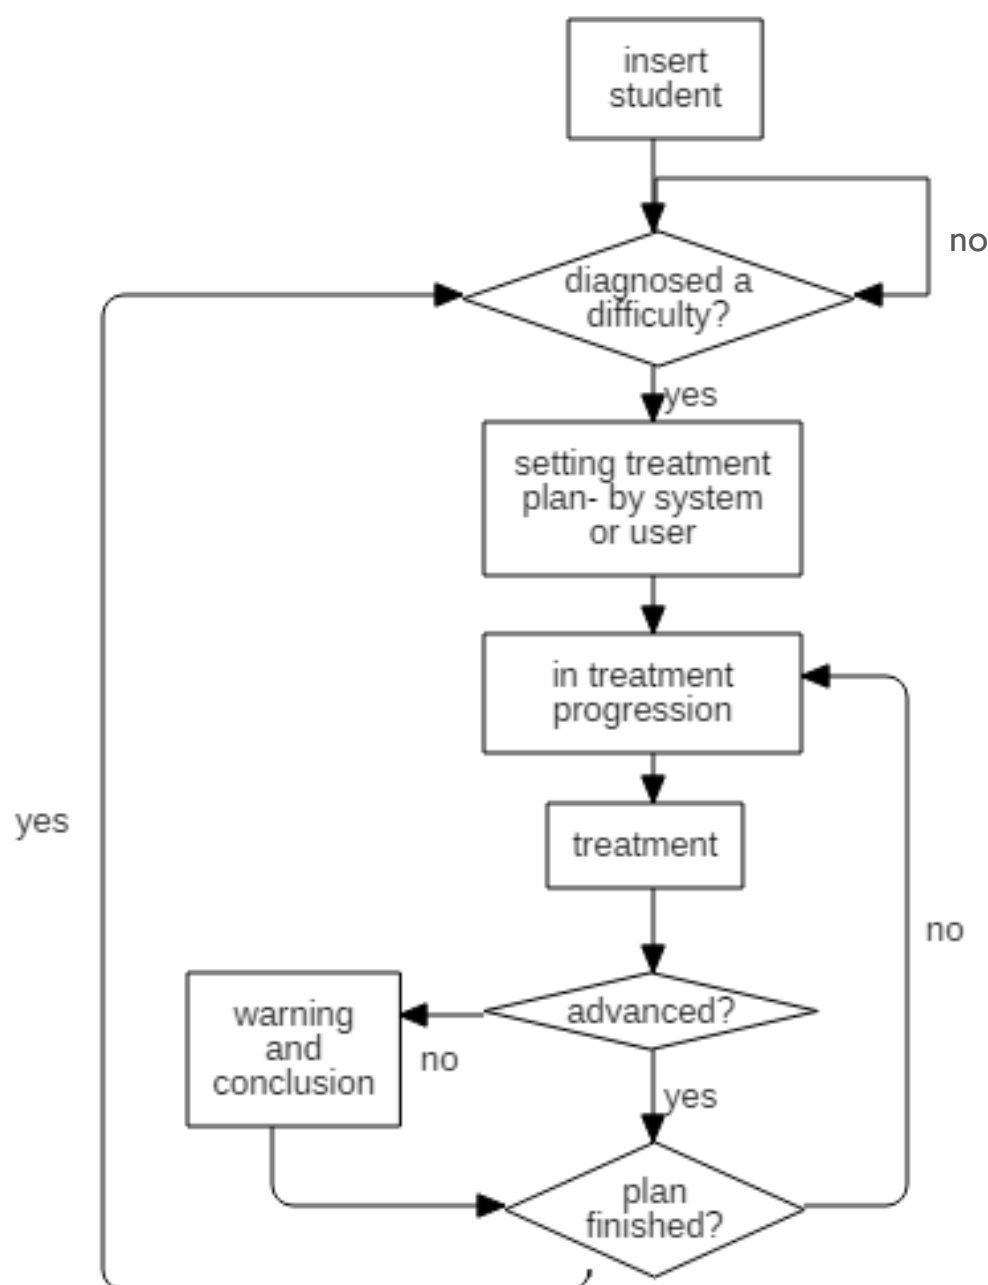 insert
student
no
diagnosed a
difficulty?
yes
setting treatment
plan- by system
or user
in treatment
progression
yes
treatment
no
advanced?
warning
and
conclusion
no
yes
plan
finished?